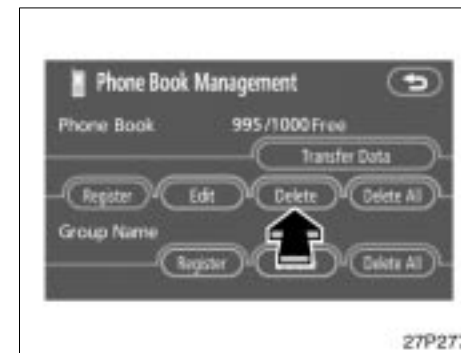 Phone Book Management
Phone Book 995/1000 Free
Transfer Data
Register Edit Delete Delete All
Group Name
Register Delete All
27P277